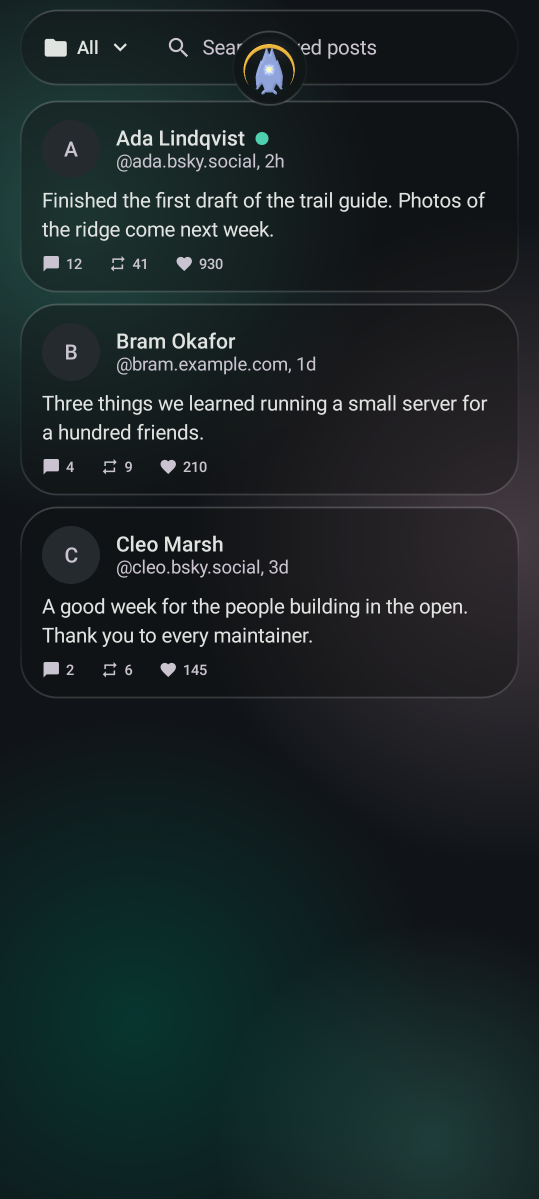 All
posts
A
Ada Lindqvist
@ada.bsky.social, 2h
Finished the first draft of the trail guide. Photos of
the ridge come next week.
12 41 930
B
Bram Okafor
@bram.example.com, 1d
Three things we learned running a small server for
a hundred friends.
4 9 210
C
Cleo Marsh
@cleo.bsky.social, 3d
A good week for the people building in the open.
Thank you to every maintainer.
2 6 145